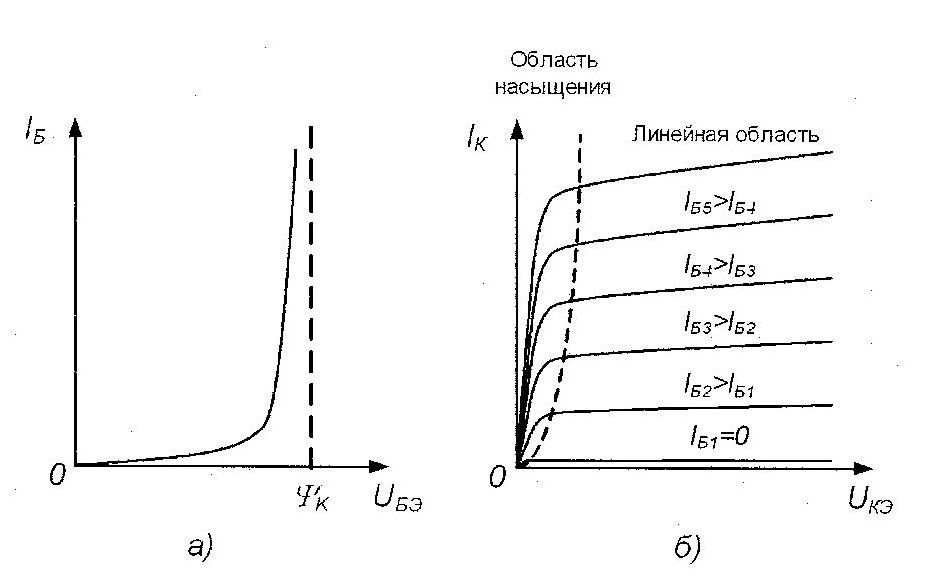 Область
насыщения
I_Б
I_К
Линейная область
I_Б5>I_Б4
I_Б4>I_Б3
I_Б3>I_Б2
I_Б2>I_Б1
I_Б1=0
0
Ψ_К
U_БЭ
0
U_КЭ
а)
б)